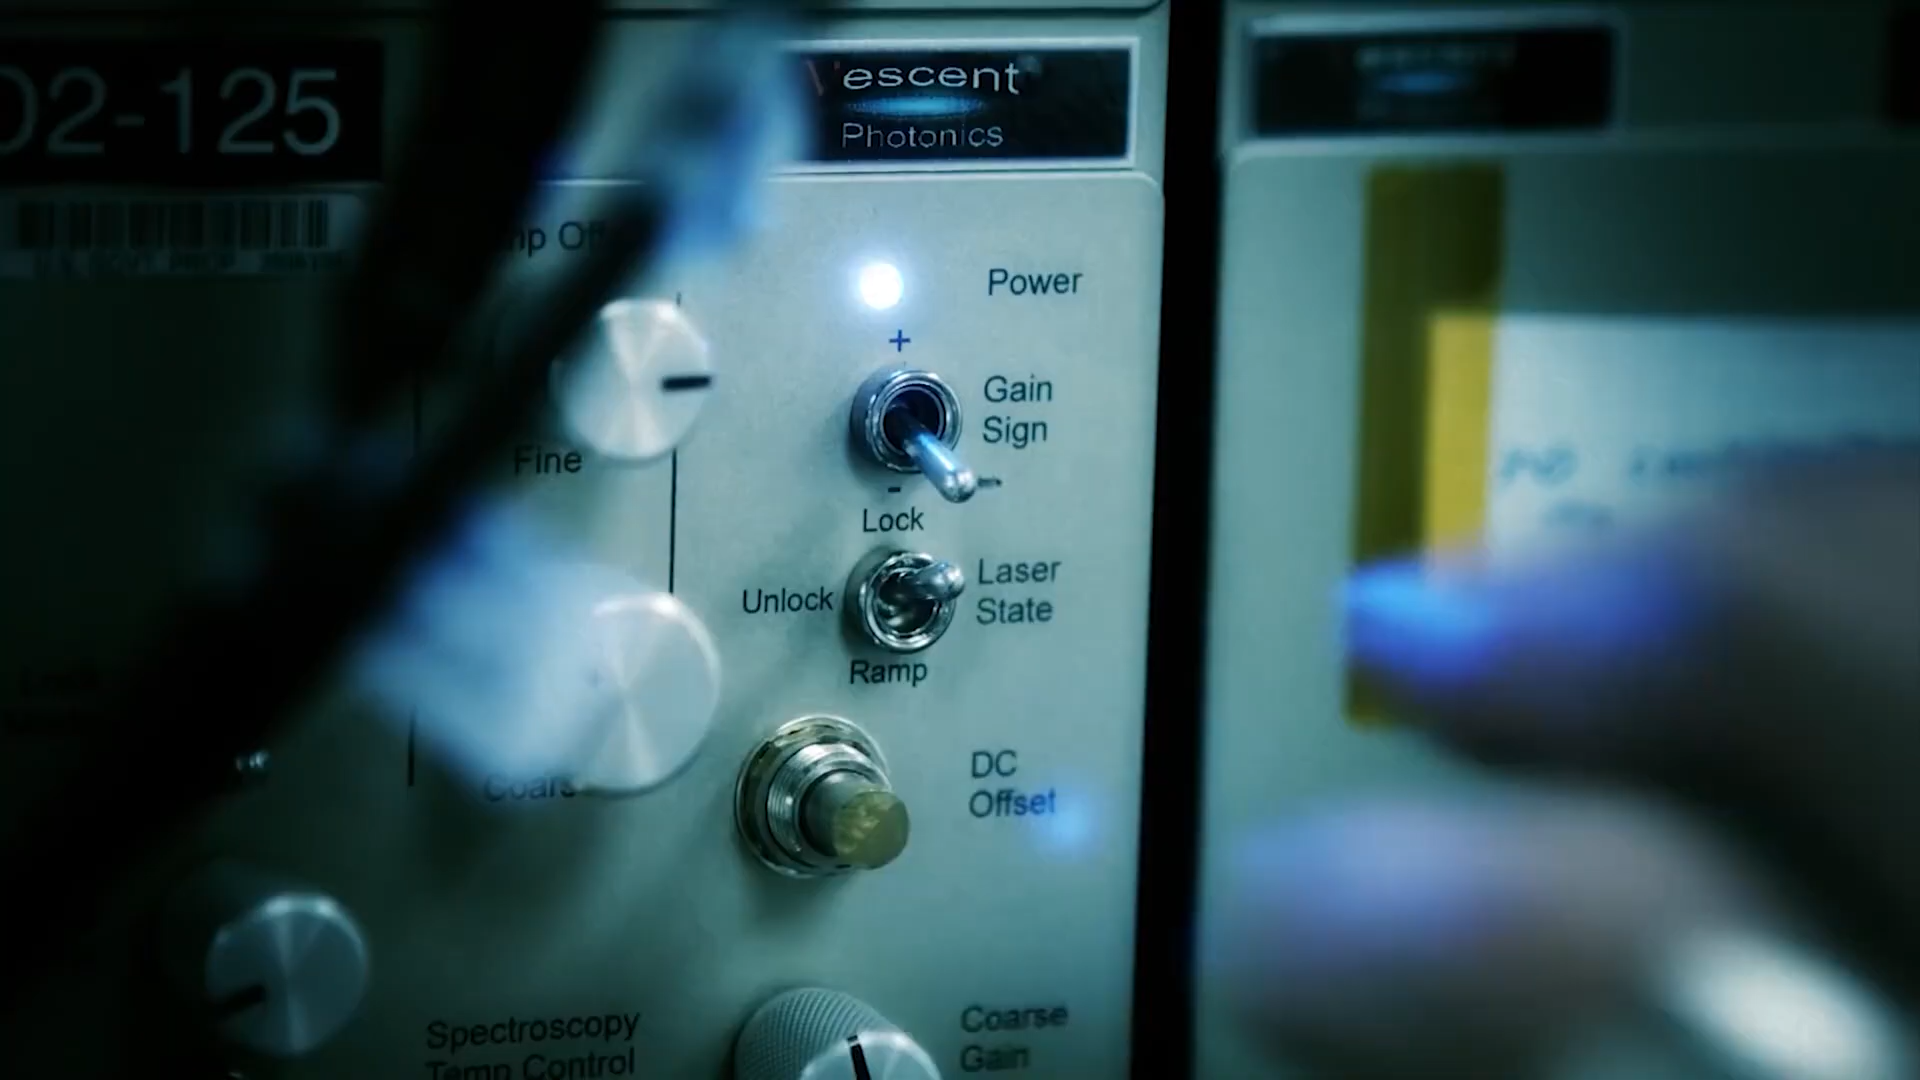 D2-125
Vescent
Photonics
Power
+
Gain
Sign
-
Fine
Lock
Laser
State
Unlock
Ramp
DC
Offset
Coarse
Gain
Spectroscopy
Temp Control